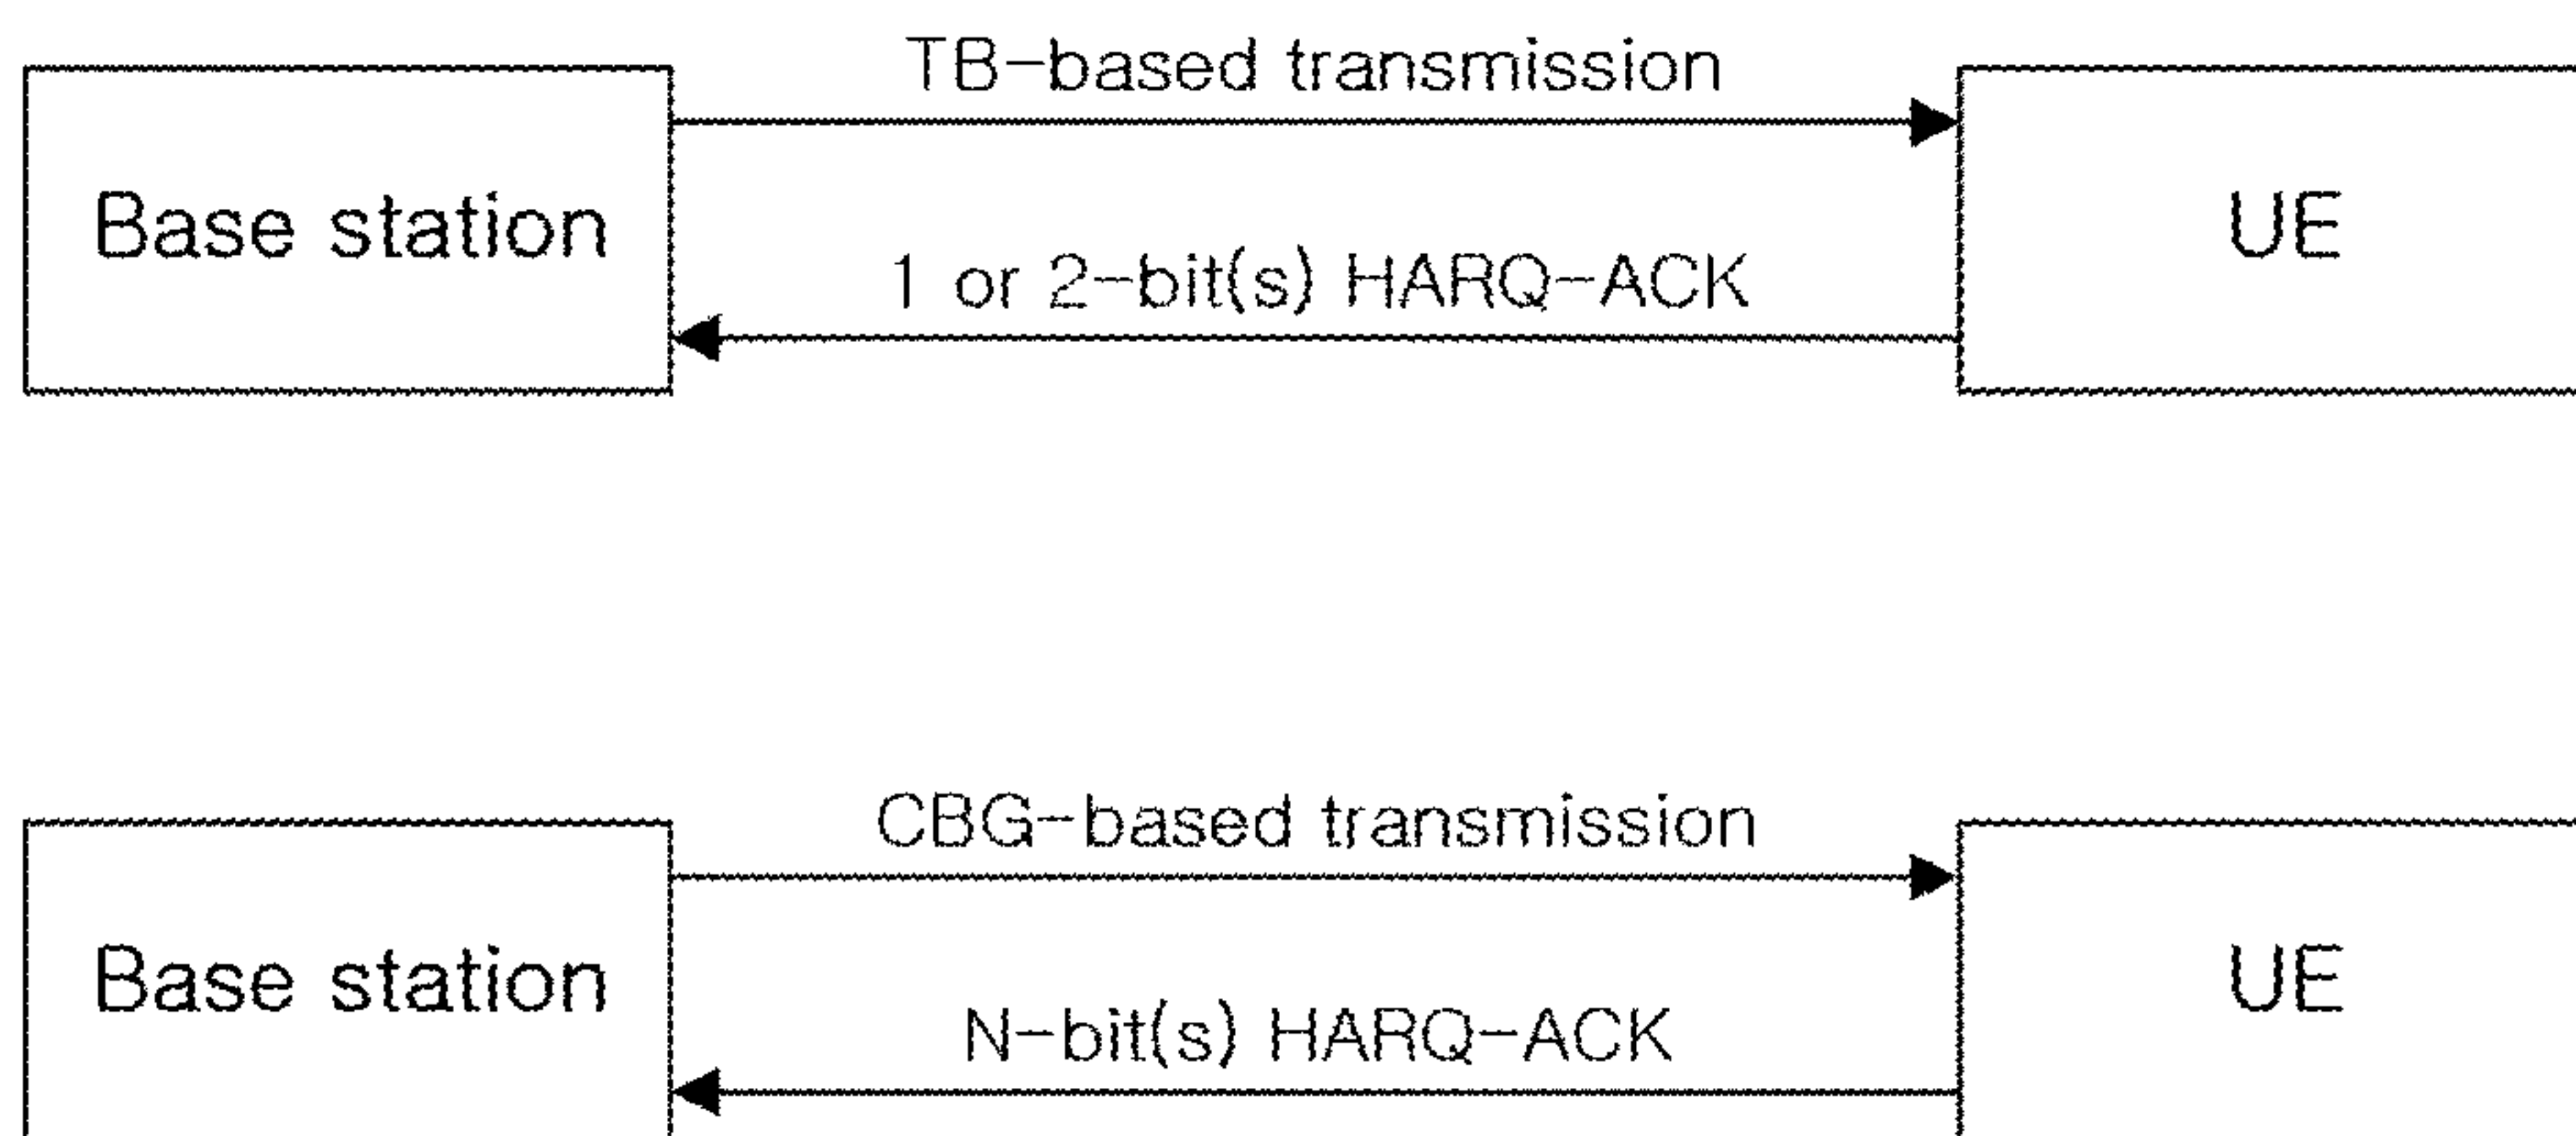 TB-based transmission
Base station
UE
1 or 2-bit(s) HARQ-ACK
CBG-based transmission
Base station
UE
N-bit(s) HARQ-ACK